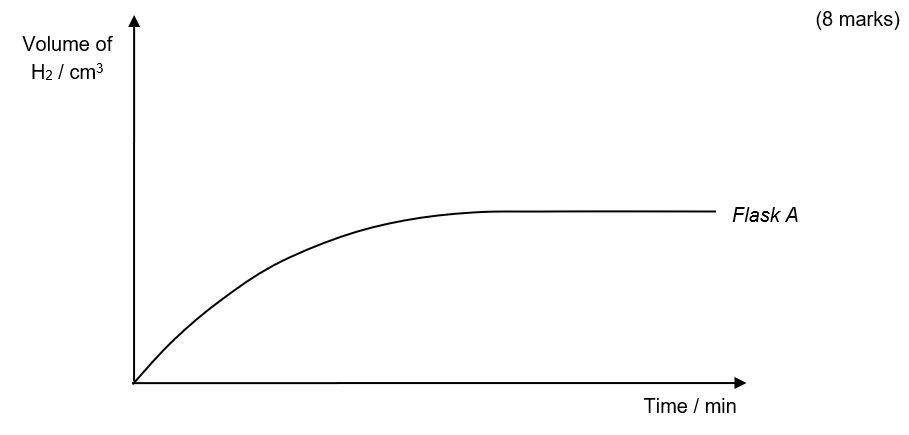 (8 marks)
Volume of
H₂ / cm³
Flask A
Time / min